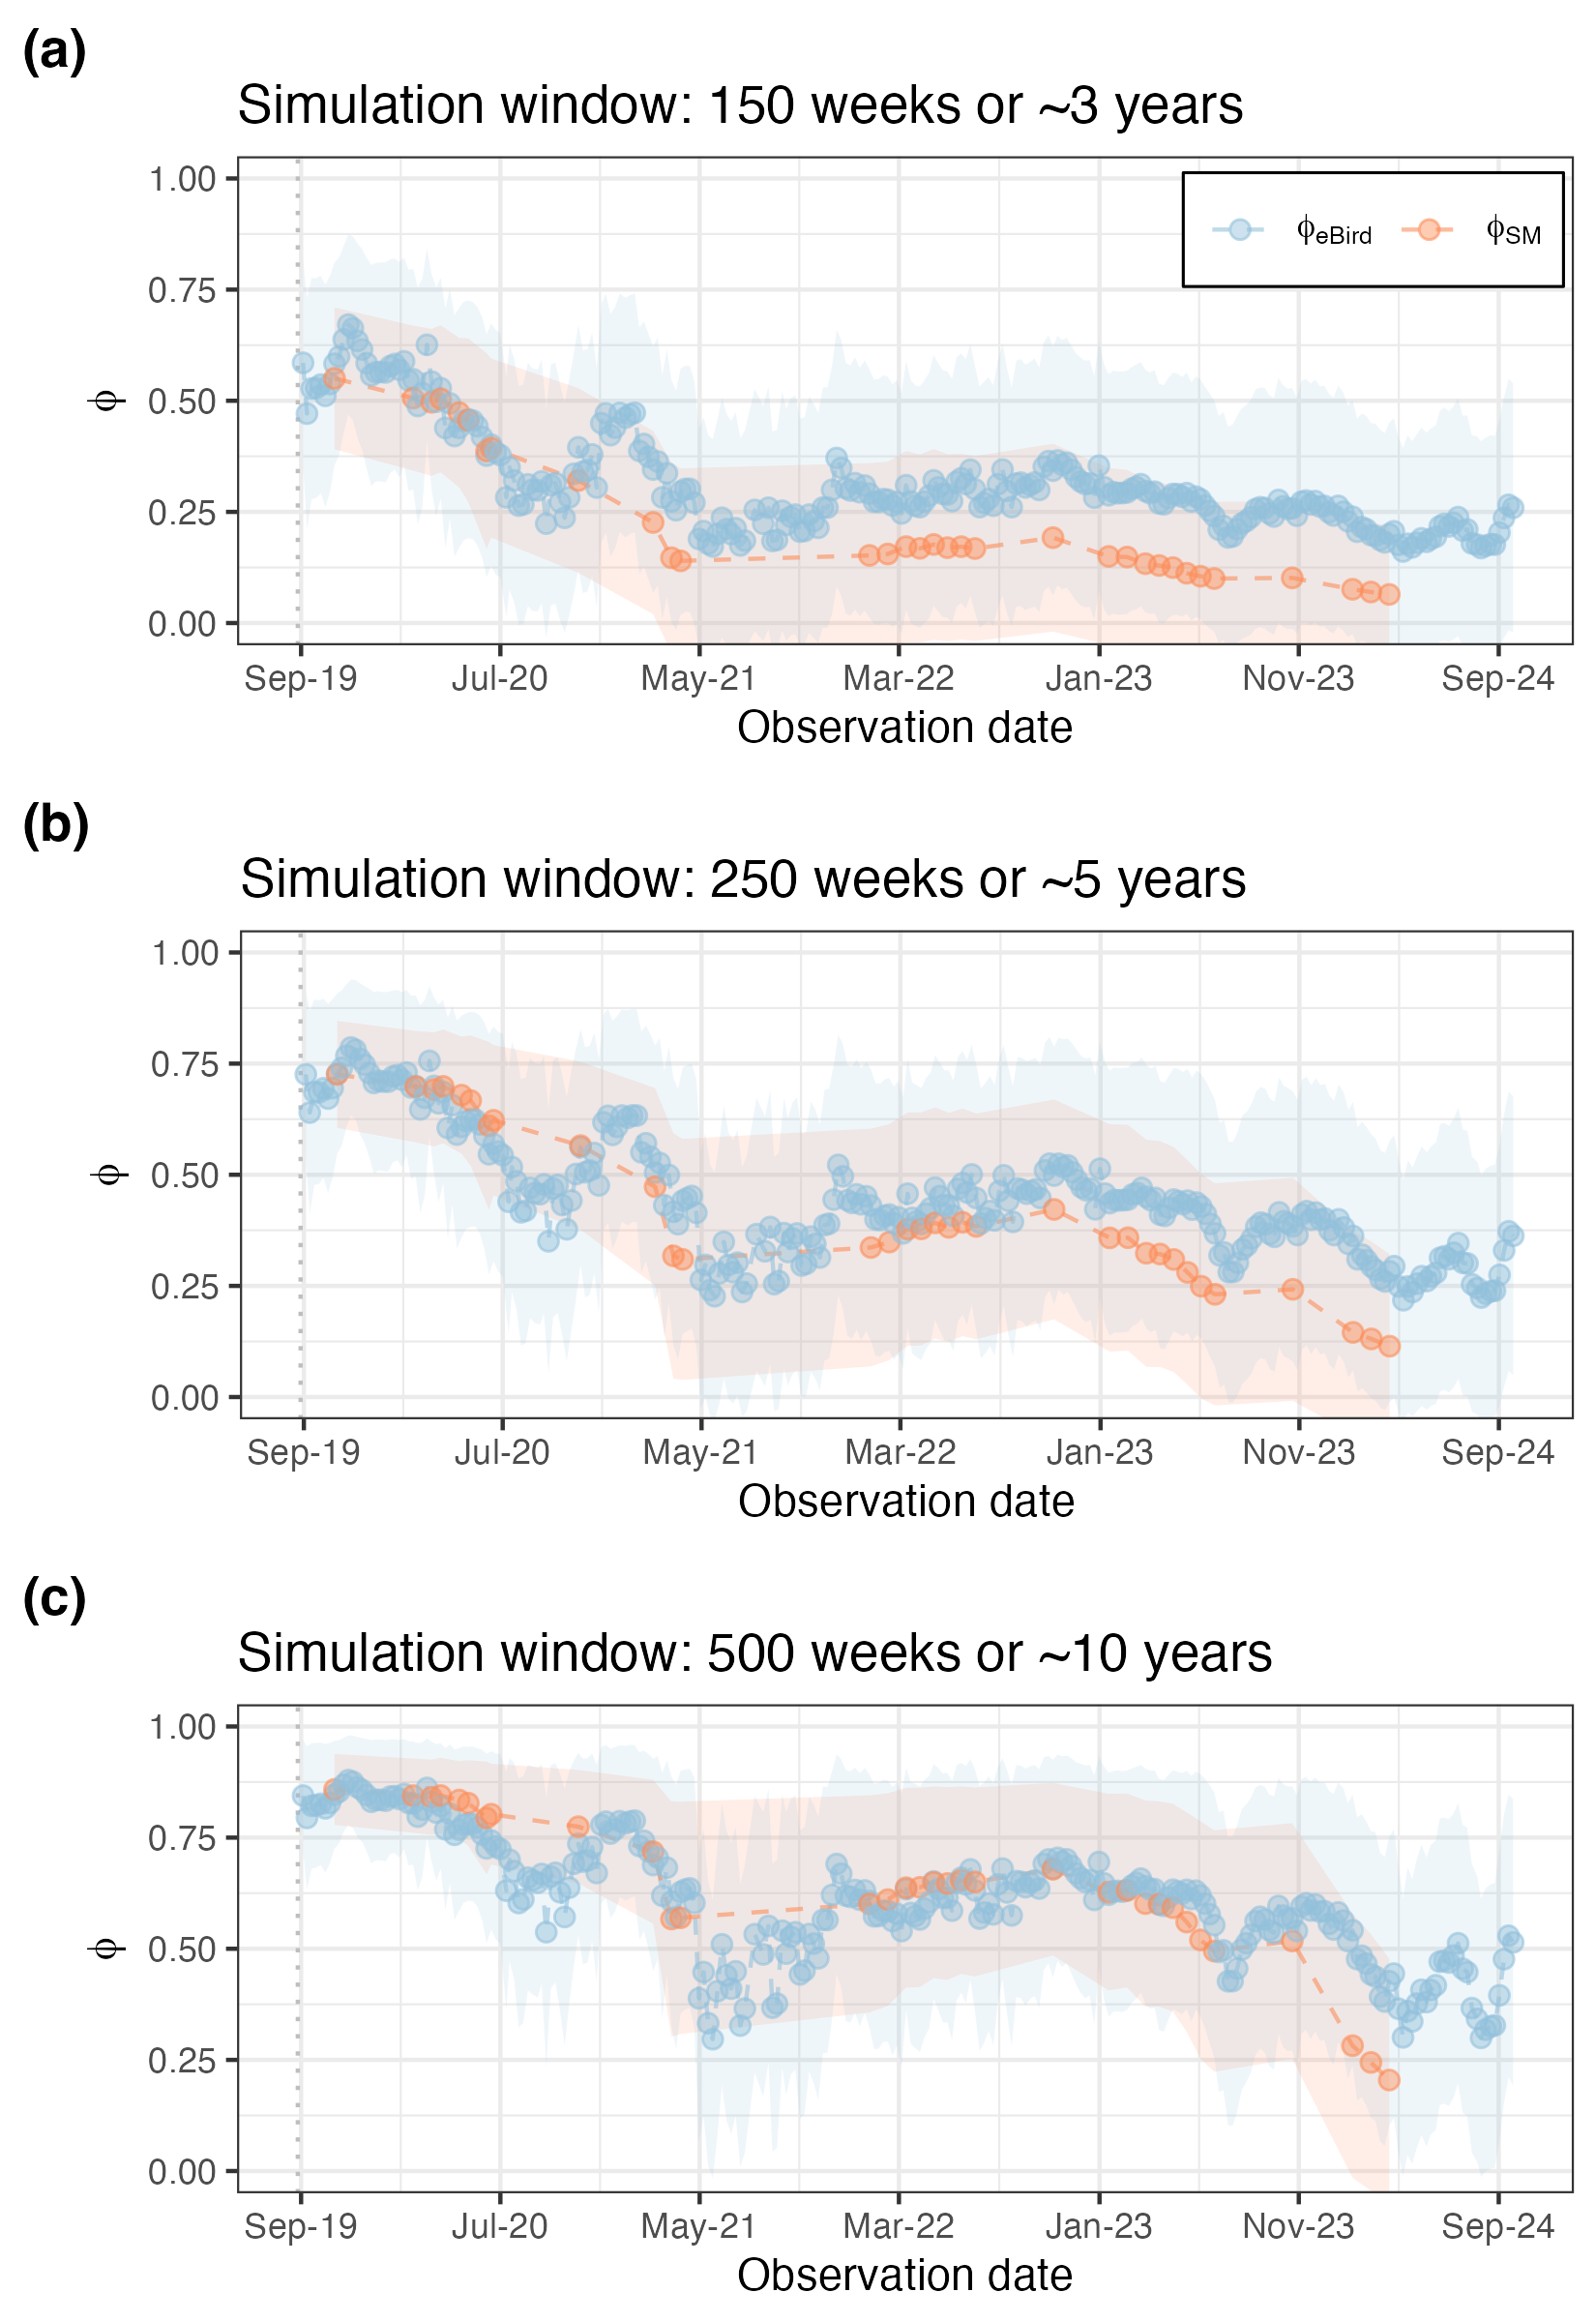 (a)
Simulation window: 150 weeks or ~3 years
1.00
0.75
0.50
0.25
0.00
ϕ
ϕeBird ϕSM
Sep-19 Jul-20 May-21 Mar-22 Jan-23 Nov-23 Sep-24
Observation date
(b)
Simulation window: 250 weeks or ~5 years
1.00
0.75
0.50
0.25
0.00
ϕ
Sep-19 Jul-20 May-21 Mar-22 Jan-23 Nov-23 Sep-24
Observation date
(c)
Simulation window: 500 weeks or ~10 years
1.00
0.75
0.50
0.25
0.00
ϕ
Sep-19 Jul-20 May-21 Mar-22 Jan-23 Nov-23 Sep-24
Observation date